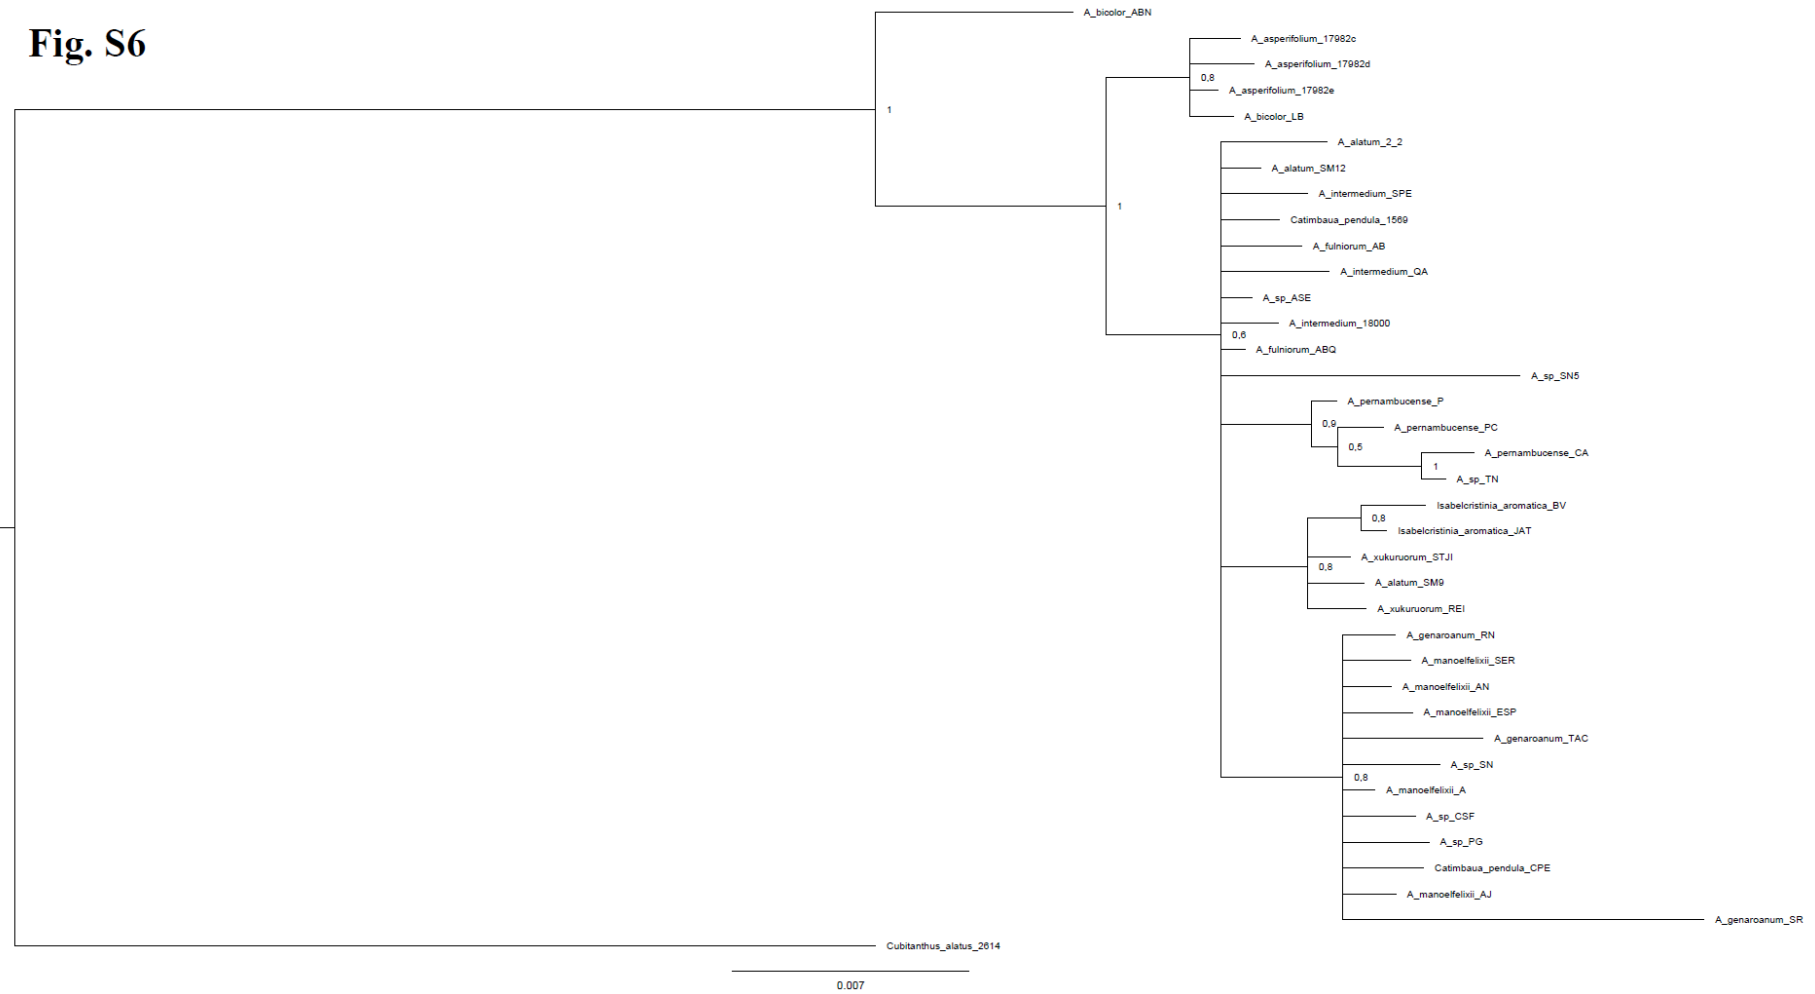 Fig. S6
A_bicolor_ABN
A_asperifolium_17982c
A_asperifolium_17982d
0,8
A_asperifolium_17982e
1
A_bicolor_LB
A_alatum_2_2
A_alatum_SM12
A_intermedium_SPE
1
Catimbaua_pendula_1569
A_fulniorum_AB
A_intermedium_QA
A_sp_ASE
A_intermedium_18000
0,6
A_fulniorum_ABQ
A_sp_SN5
A_pernambucense_P
0,9
A_pernambucense_PC
0,5
A_pernambucense_CA
1
A_sp_TN
Isabelcristinia_aromatica_BV
0,8
Isabelcristinia_aromatica_JAT
A_xukuruorum_STJI
0,8
A_alatum_SM9
A_xukuruorum_REI
A_genaroanum_RN
A_manoelfelixii_SER
A_manoelfelixii_AN
A_manoelfelixii_ESP
A_genaroanum_TAC
A_sp_SN
0,8
A_manoelfelixii_A
A_sp_CSF
A_sp_PG
Catimbaua_pendula_CPE
A_manoelfelixii_AJ
A_genaroanum_SR
Cubitanthus_alatus_2614
0.007